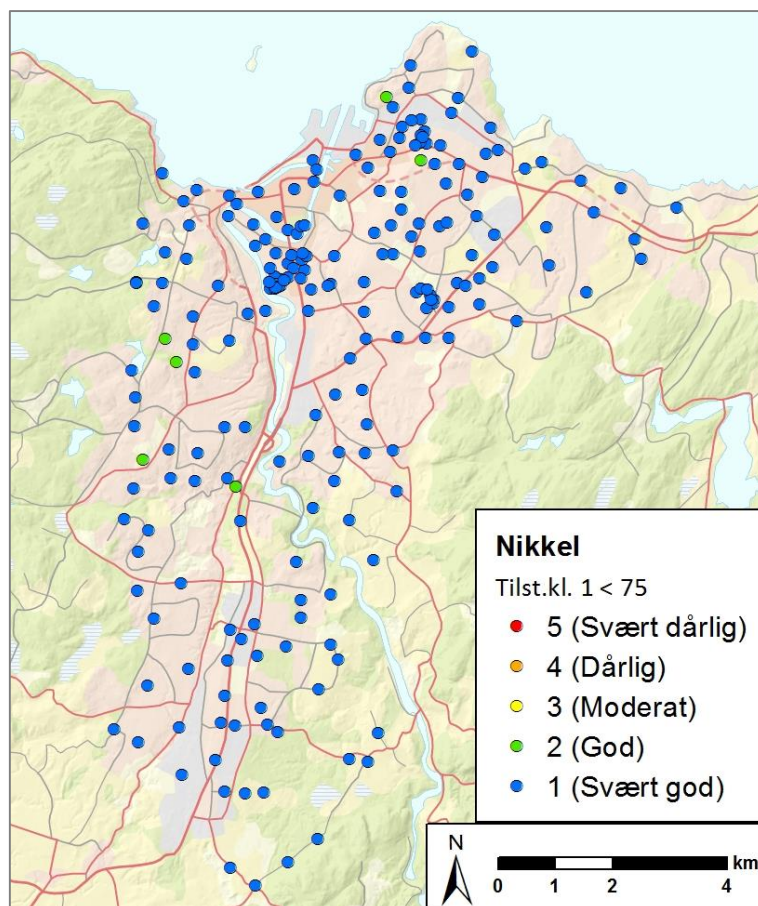 Nikkel
Tilst.kl. 1 < 75
5 (Svært dårlig)
4 (Dårlig)
3 (Moderat)
2 (God)
1 (Svært god)
N
km
0 1 2 4